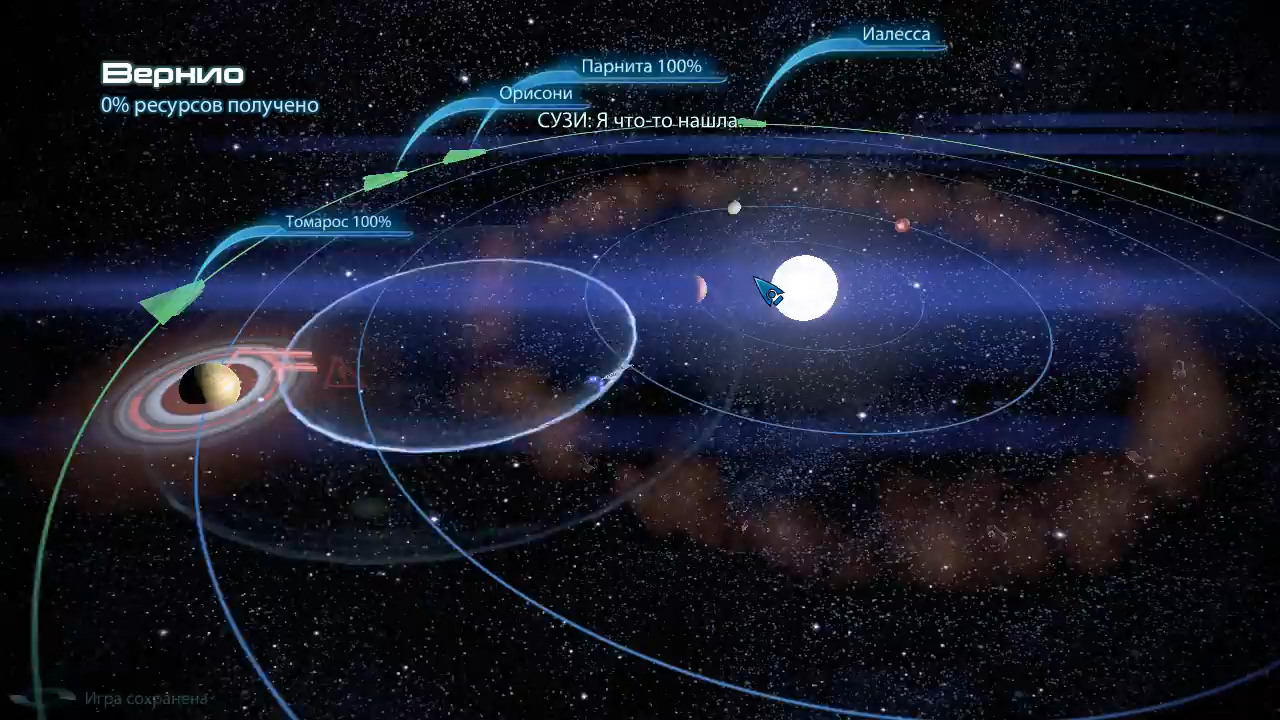 Иалесса
Парнита 100%
Вернио
Орисони
0% ресурсов получено
СУЗИ: Я что-то нашла.
Томарос 100%
Игра сохранена